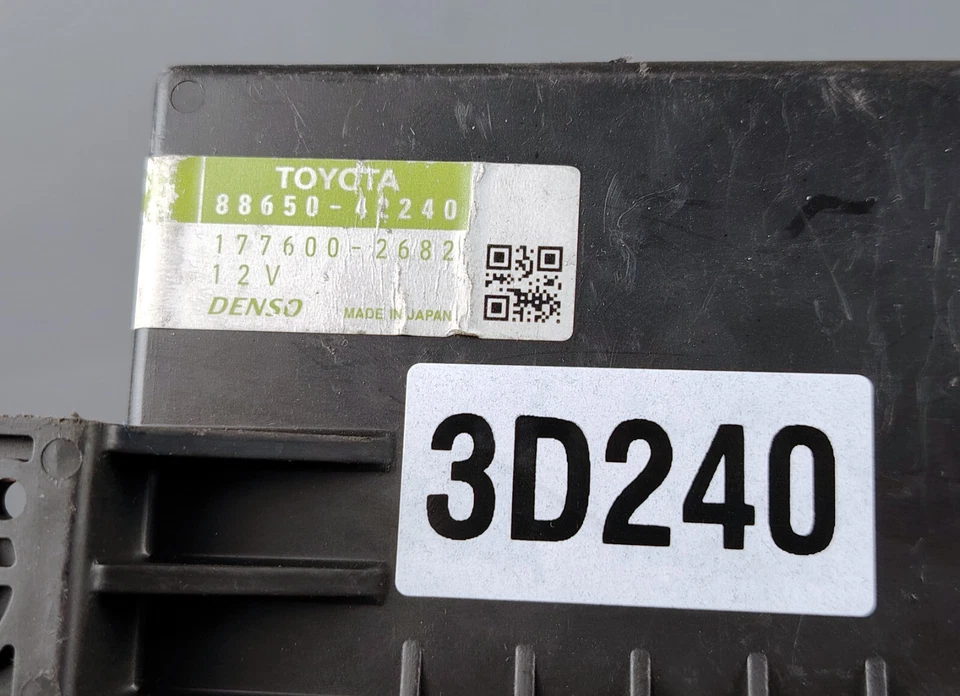 TOYOTA
88650-42240
177600-2682
12V
DENSO MADE IN JAPAN
3D240